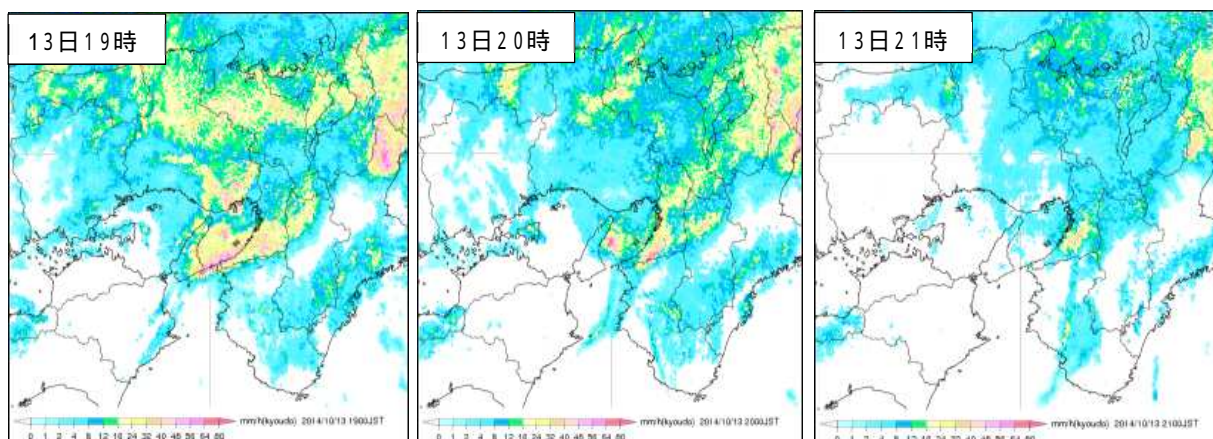 13日19時
13日20時
13日21時
0 1 2 4 8 12 16 24 32 40 48 56 64 80 mm/h(kyoudo) 2014/10/13 1900JST
0 1 2 4 8 12 16 24 32 40 48 56 64 80 mm/h(kyoudo) 2014/10/13 2000JST
0 1 2 4 8 12 16 24 32 40 48 56 64 80 mm/h(kyoudo) 2014/10/13 2100JST